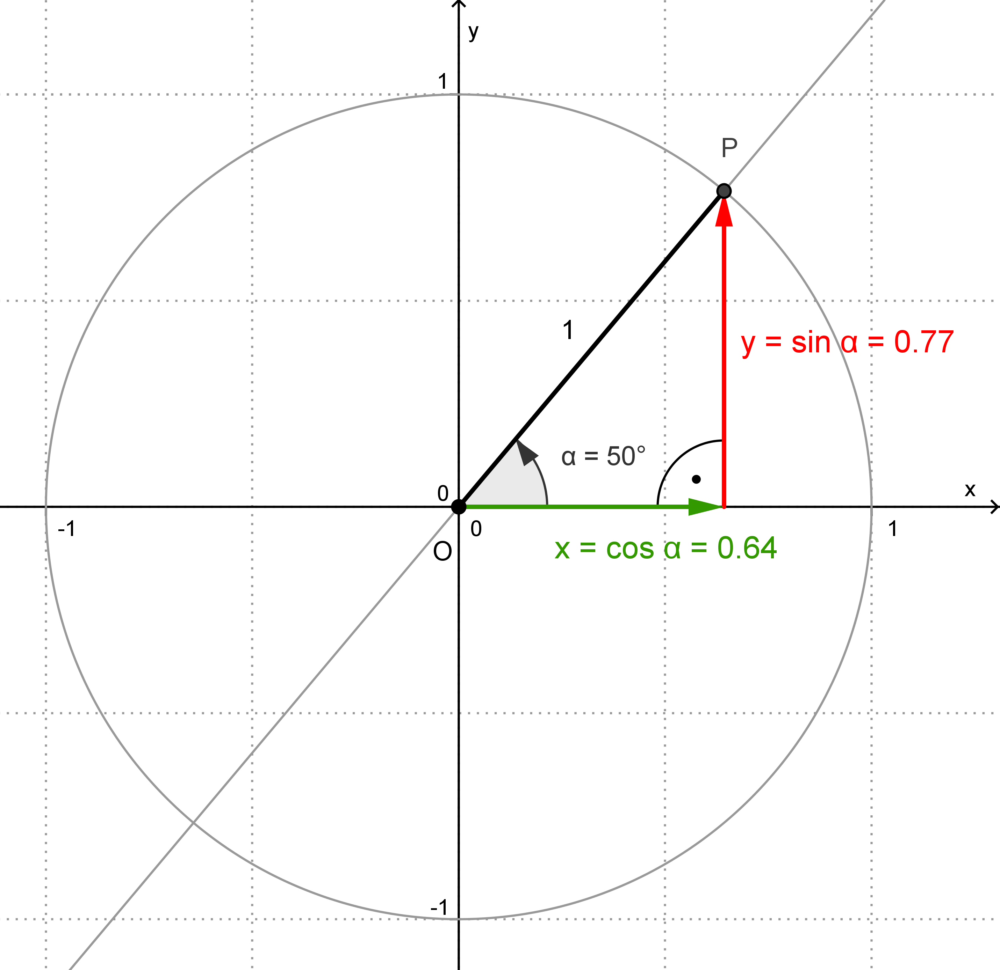 y
1
P
1
y = sin α = 0.77
α = 50°
0
x
-1
0
1
O
x = cos α = 0.64
-1